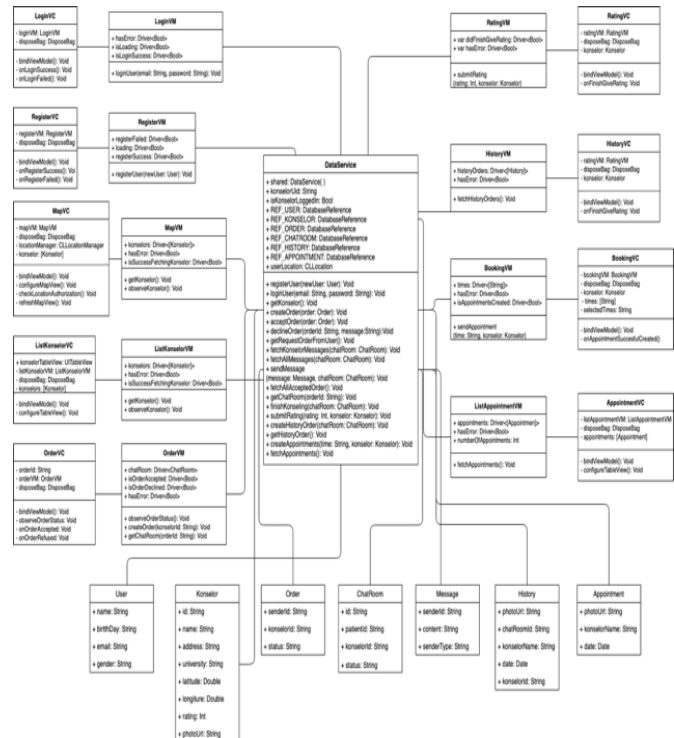 LoginVC
- loginVM: LoginVM
- disposeBag: DisposeBag
- bindViewModel(): Void
- onLoginSuccess(): Void
- onLoginFailed(): Void
LoginVM
+ hasError: Driver<Bool>
+ isLoading: Driver<Bool>
+ isLoginSuccess: Driver<Bool>
+ loginUser(email: String, password: String): Void
RatingVM
+ var didFinishGiveRating: Driver<Bool>
+ var hasError: Driver<Bool>
+ submitRating
(rating: Int, konselor: Konselor)
RatingVC
- ratingVM: RatingVM
- disposeBag: DisposeBag
- konselor: Konselor
- bindViewModel(): Void
- onFinishGiveRating: Void
RegisterVC
- registerVM: RegisterVM
- disposeBag: DisposeBag
- bindViewModel(): Void
- onRegisterSuccess(): Voi
- onRegisterFailed(): Void
RegisterVM
+ registerFailed: Driver<Bool>
+ loading: Driver<Bool>
+ registerSuccess: Driver<Bool>
+ registerUser(newUser: User): Void
HistoryVM
+ historyOrders: Driver<[History]>
+ hasError: Driver<Bool>
+ fetchHistoryOrders(): Void
HistoryVC
- ratingVM: RatingVM
- disposeBag: DisposeBag
- konselor: Konselor
- bindViewModel(): Void
- onFinishGiveRating: Void
DataService
+ shared: DataService( )
+ konselorUid: String
+ isKonselorLoggedIn: Bool
+ REF_USER: DatabaseReference
+ REF_KONSELOR: DatabaseReference
+ REF_ORDER: DatabaseReference
+ REF_CHATROOM: DatabaseReference
+ REF_HISTORY: DatabaseReference
+ REF_APPOINTMENT: DatabaseReference
+ userLocation: CLLocation
+ registerUser(newUser: User): Void
+ loginUser(email: String, password: String): Void
+ getKonselor(): Void
+ createOrder(order: Order): Void
+ acceptOrder(order: Order): Void
+ declineOrder(orderId: String, message:String):Void
+ getRequestOrderFromUser(): Void
+ fetchKonselorMessages(chatRoom: ChatRoom): Void
+ fetchAllMessages(chatRoom: ChatRoom): Void
+ sendMessage
(message: Message, chatRoom: ChatRoom): Void
+ fetchAllAcceptedOrder(): Void
+ getChatRoom(orderId: String): Void
+ finishKonseling(chatRoom: ChatRoom): Void
+ submitRating(rating: Int, konselor: Konselor): Void
+ createHistoryOrder(chatRoom: ChatRoom): Void
+ getHistoryOrder(): Void
+ createAppointments(time: String, konselor: Konselor): Void
+ fetchAppointments(): Void
MapVC
- mapVM: MapVM
- disposeBag: DisposeBag
- locationManager: CLLocationManager
- konselor: [Konselor]
- bindViewModel(): Void
- configureMapView(): Void
- checkLocationAuthorization(): Void
- refreshMapView(): Void
MapVM
+ konselors: Driver<[Konselor]>
+ hasError: Driver<Bool>
+ isSuccessFetchingKonselor: Driver<Bool>
+ getKonselor(): Void
+ observeKonselor(): Void
BookingVM
+ times: Driver<[String]>
+ hasError: Driver<Bool>
+ isAppointmentsCreated: Driver<Bool>
+ sendAppointment
(time: String, konselor: Konselor)
BookingVC
- bookingVM: BookingVM
- disposeBag: DisposeBag
- konselor: Konselor
- times: [String]
- selectedTimes: String
- bindViewModel(): Void
- onAppointmentSuccesfulCreated()
ListKonselorVC
+ konselorTableView: UITableView
- listKonselorVM: ListKonselorVM
- disposeBag: DisposeBag
- konselors: [Konselor]
- bindViewModel(): Void
- configureTableView(): Void
ListKonselorVM
+ konselors: Driver<[Konselor]>
+ hasError: Driver<Bool>
+ isSuccessFetchingKonselor: Driver<Bool>
+ getKonselor(): Void
+ observeKonselor(): Void
ListAppointmentVM
+ appointments: Driver<[Appointment]>
+ hasError: Driver<Bool>
+ numberOfAppointments: Int
+ fetchAppointments(): Void
AppointmentVC
- listAppointmentVM: ListAppointmentVM
- disposeBag: DisposeBag
- appointments: [Appointment]
- bindViewModel(): Void
- configureTableView(): Void
OrderVC
- orderId: String
- orderVM: OrderVM
- disposeBag: DisposeBag
- bindViewModel(): Void
- observeOrderStatus(): Void
- onOrderAccepted: Void
- onOrderRefused: Void
OrderVM
+ chatRoom: Driver<ChatRoom>
+ isOrderAccepted: Driver<Bool>
+ isOrderDeclined: Driver<Bool>
+ hasError: Driver<Bool>
+ observeOrderStatus(): Void
+ createOrder(konselorId: String): Void
+ getChatRoom(orderId: String): Void
User
+ name: String
+ birthDay: String
+ email: String
+ gender: String
Konselor
+ id: String
+ name: String
+ address: String
+ university: String
+ latitude: Double
+ longiture: Double
+ rating: Int
+ photoUrl: String
Order
+ senderId: String
+ konselorId: String
+ status: String
ChatRoom
+ id: String
+ patientId: String
+ konselorId: String
+ status: String
Message
+ senderId: String
+ content: String
+ senderType: String
History
+ photoUrl: String
+ chatRoomId: String
+ konselorName: String
+ date: Date
+ konselorId: String
Appointment
+ photoUrl: String
+ konselorName: String
+ date: Date